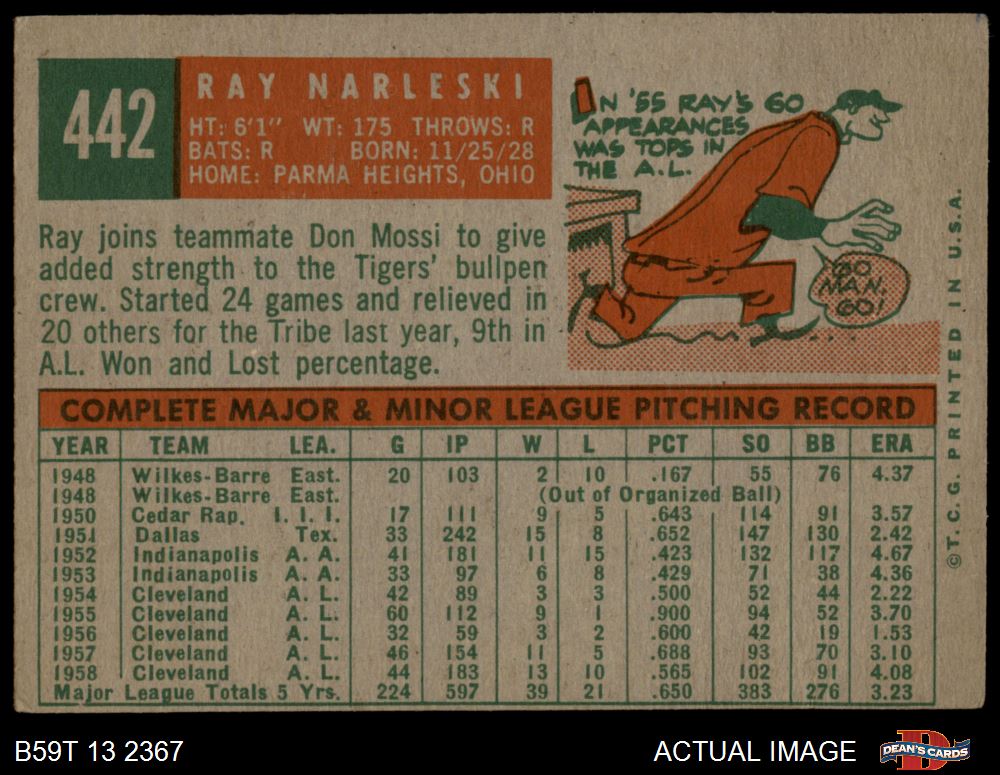 442
RAY NARLESKI
HT: 6'1" WT: 175 THROWS: R
BATS: R BORN: 11/25/28
HOME: PARMA HEIGHTS, OHIO
IN '55 RAY'S 60
APPEARANCES
WAS TOPS IN
THE A.L.
GO
MAN,
GO!
Ray joins teammate Don Mossi to give
added strength to the Tigers' bullpen
crew. Started 24 games and relieved in
20 others for the Tribe last year, 9th in
A.L. Won and Lost percentage.
COMPLETE MAJOR & MINOR LEAGUE PITCHING RECORD
YEAR TEAM LEA. G IP W L PCT SO BB ERA
1948 Wilkes-Barre East. 20 103 2 10 .167 55 76 4.37
1948 Wilkes-Barre East. (Out of Organized Ball)
1950 Cedar Rap. I. I. I. 17 111 9 5 .643 114 91 3.57
1951 Dallas Tex. 33 242 15 8 .652 147 130 2.42
1952 Indianapolis A. A. 41 181 11 15 .423 132 117 4.67
1953 Indianapolis A. A. 33 97 6 8 .429 71 38 4.36
1954 Cleveland A. L. 42 89 3 3 .500 52 44 2.22
1955 Cleveland A. L. 60 112 9 1 .900 94 52 3.70
1956 Cleveland A. L. 32 59 3 2 .600 42 19 1.53
1957 Cleveland A. L. 46 154 11 5 .688 93 70 3.10
1958 Cleveland A. L. 44 183 13 10 .565 102 91 4.08
Major League Totals 5 Yrs. 224 597 39 21 .650 383 276 3.23
©T.C.G. PRINTED IN U.S.A.
B59T 13 2367
ACTUAL IMAGE
D
DEAN'S CARDS